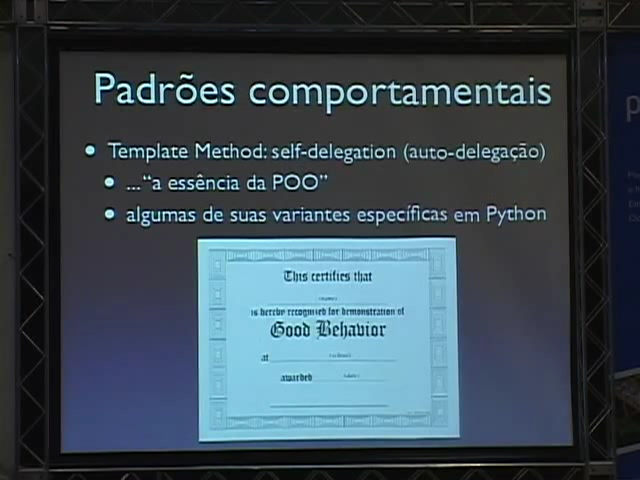 Padrões comportamentais
• Template Method: self-delegation (auto-delegação)
• ...“a essência da POO”
• algumas de suas variantes específicas em Python
This certifies that
is hereby recognized for demonstration of
Good Behavior
at
awarded